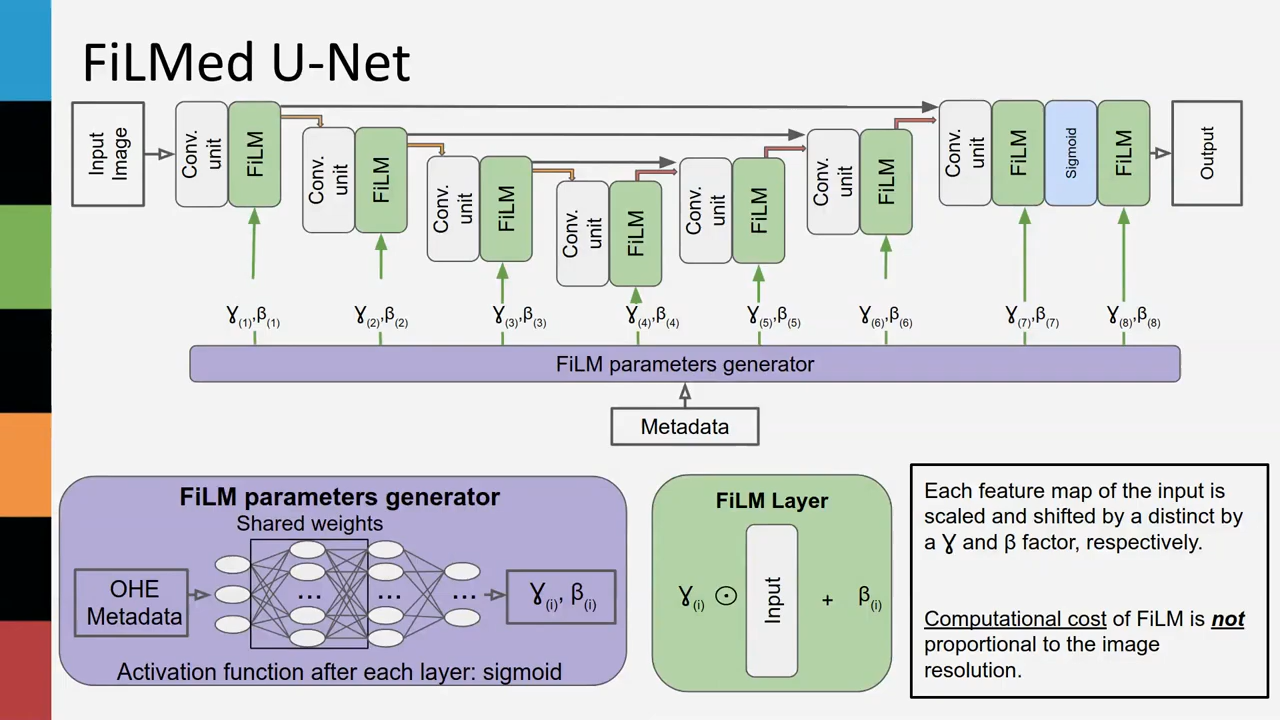 FiLMed U-Net
Input
Image
Conv.
unit
FiLM
Conv.
unit
FiLM
Conv.
unit
FiLM
Conv.
unit
FiLM
Conv.
unit
FiLM
Conv.
unit
FiLM
Conv.
unit
FiLM
Sigmoid
FiLM
Output
Ɣ(1),β(1)
Ɣ(2),β(2)
Ɣ(3),β(3)
Ɣ(4),β(4)
Ɣ(5),β(5)
Ɣ(6),β(6)
Ɣ(7),β(7)
Ɣ(8),β(8)
FiLM parameters generator
Metadata
FiLM parameters generator
Shared weights
OHE
Metadata
...
...
...
Ɣ(i), β(i)
Activation function after each layer: sigmoid
FiLM Layer
Ɣ(i) ⊙ Input + β(i)
Each feature map of the input is
scaled and shifted by a distinct by
a Ɣ and β factor, respectively.
Computational cost of FiLM is not
proportional to the image
resolution.